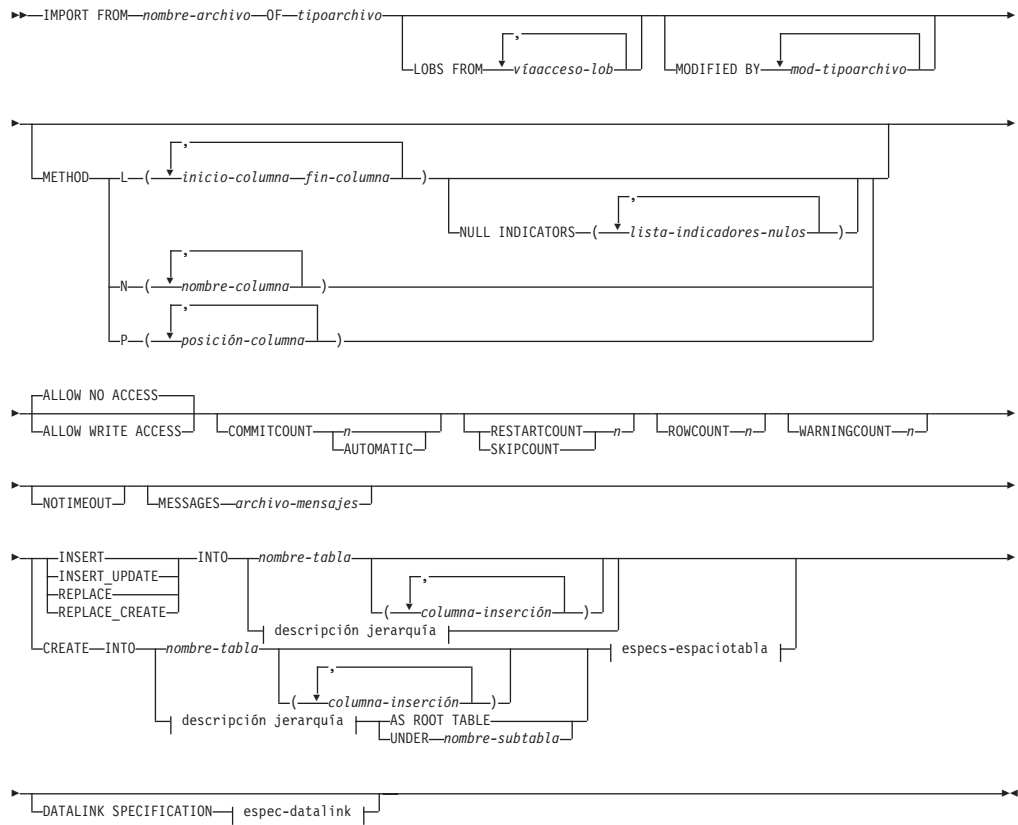 IMPORT FROM nombre-archivo OF tipoarchivo
,
LOBS FROM víaacceso-lob
,
MODIFIED BY mod-tipoarchivo
METHOD L ( inicio-columna fin-columna )
,
NULL INDICATORS ( lista-indicadores-nulos )
,
N ( nombre-columna )
,
P ( posición-columna )
ALLOW NO ACCESS
ALLOW WRITE ACCESS
COMMITCOUNT n
AUTOMATIC
RESTARTCOUNT n
SKIPCOUNT
ROWCOUNT n
WARNINGCOUNT n
NOTIMEOUT MESSAGES archivo-mensajes
INSERT INTO nombre-tabla
INSERT_UPDATE
REPLACE
REPLACE_CREATE
,
( columna-inserción )
descripción jerarquía
CREATE INTO nombre-tabla especs-espaciotabla
,
( columna-inserción )
descripción jerarquía AS ROOT TABLE
UNDER nombre-subtabla
DATALINK SPECIFICATION espec-datalink